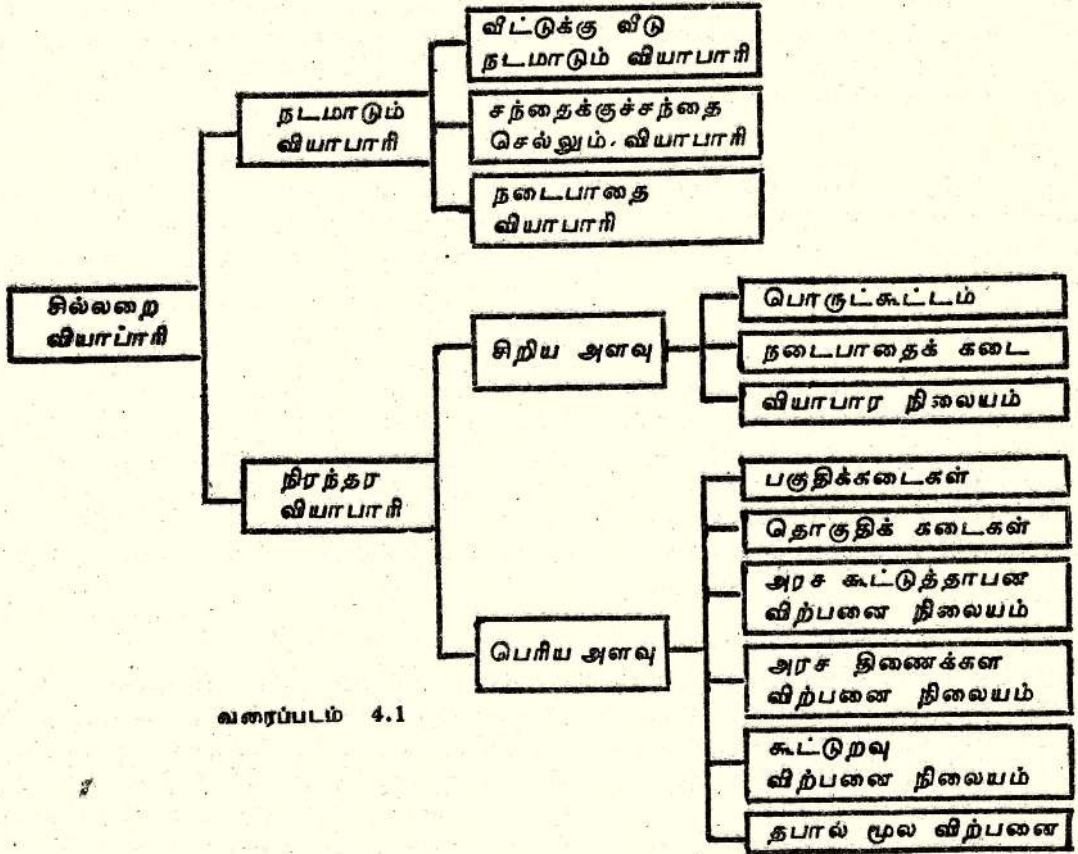 வீட்டுக்கு வீடு
நடமாடும் வியாபாரி
நடமாடும்
வியாபாரி
சந்தைக்குச்சந்தை
செல்லும் வியாபாரி
நடைபாதை
வியாபாரி
சில்லறை
வியாபாரி
சிறிய அளவு
பொருட்கூட்டம்
நடைபாதைக் கடை
வியாபார நிலையம்
நிரந்தர
வியாபாரி
பெரிய அளவு
பகுதிக்கடைகள்
தொகுதிக் கடைகள்
அரச கூட்டுத்தாபன
விற்பனை நிலையம்
அரச திணைக்கள
விற்பனை நிலையம்
கூட்டுறவு
விற்பனை நிலையம்
தபால் மூல விற்பனை
வரைப்படம் 4.1